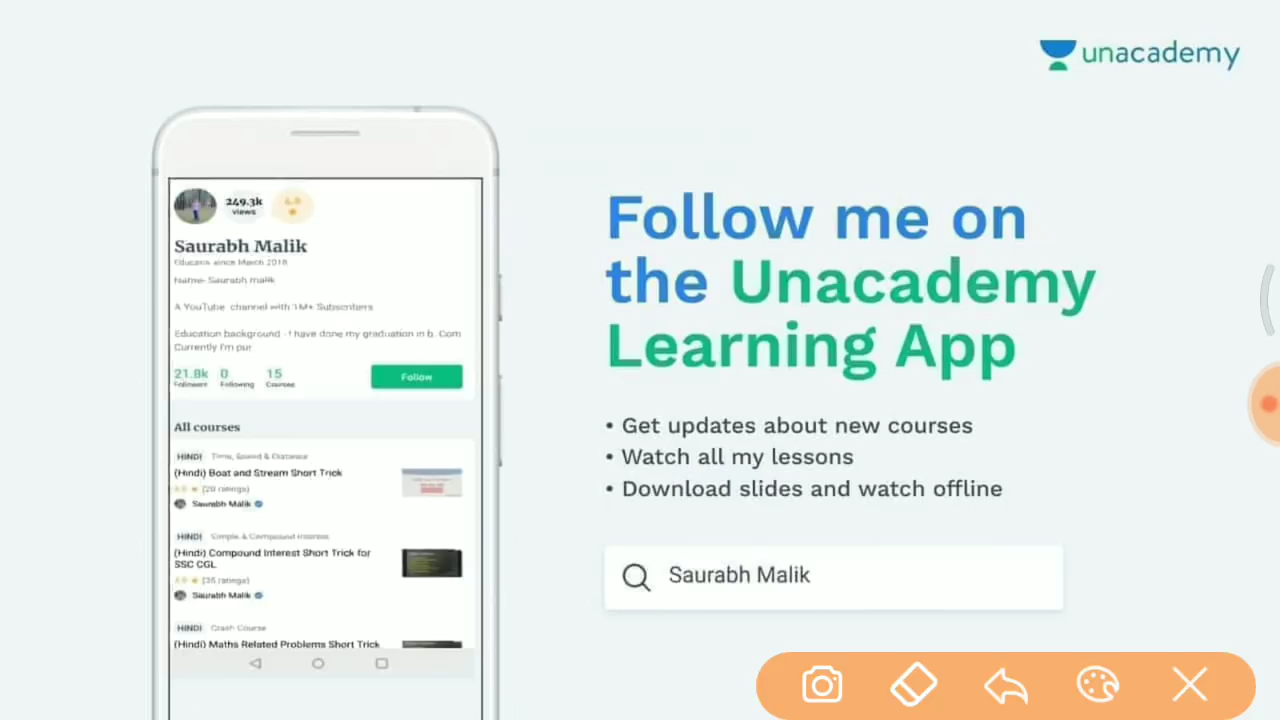 unacademy
249.3k
views
Saurabh Malik
Educator since March 2018
Name- Saurabh malik
A YouTube channel with 1M+ Subscribers
Education background - I have done my graduation in b. Com
Currently I'm pur
21.8k 0 15
Followers Following Courses
Follow
All courses
HINDI Time, Speed & Distance
(Hindi) Boat and Stream Short Trick
(20 ratings)
Saurabh Malik
HINDI Simple & Compound Interest
(Hindi) Compound Interest Short Trick for
SSC CGL
(35 ratings)
Saurabh Malik
HINDI Crash Course
(Hindi) Maths Related Problems Short Trick
Follow me on
the Unacademy
Learning App
• Get updates about new courses
• Watch all my lessons
• Download slides and watch offline
Saurabh Malik